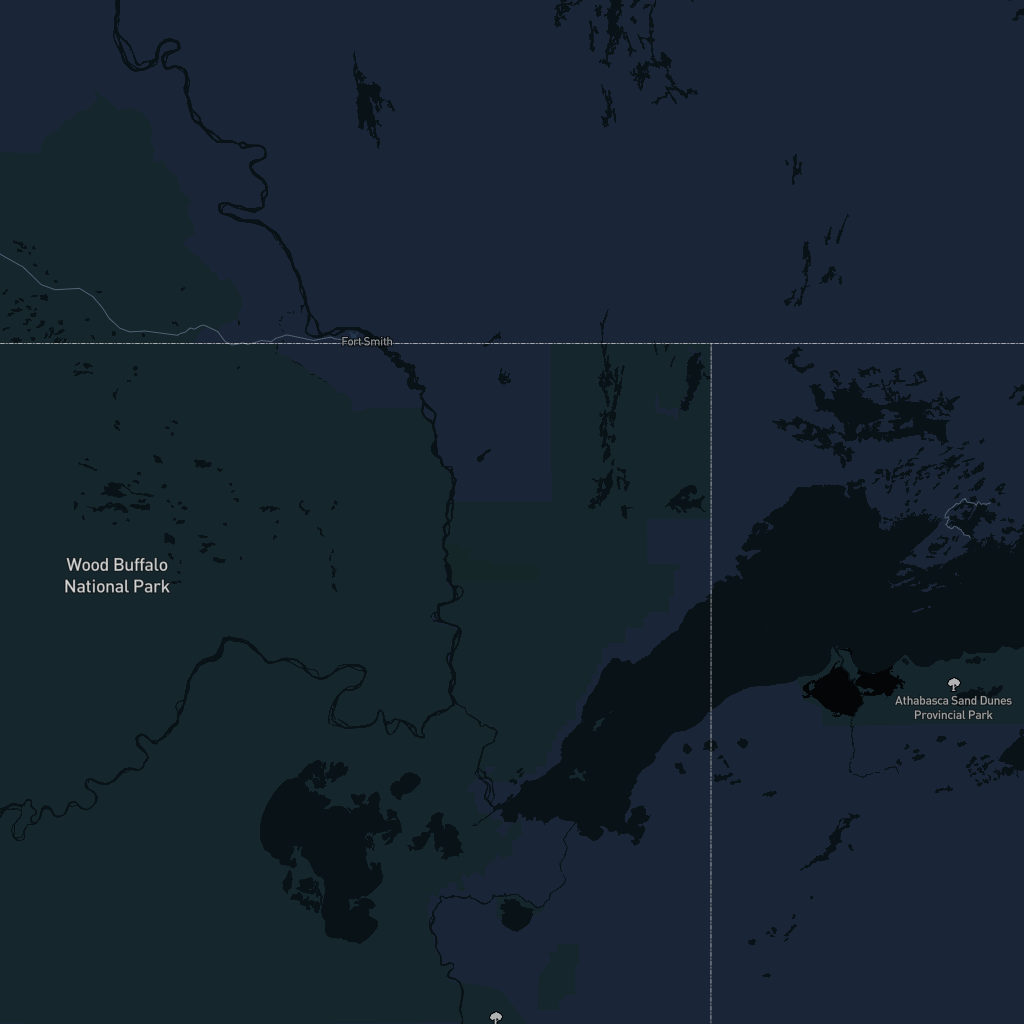 Fort Smith
Wood Buffalo
National Park
Athabasca Sand Dunes
Provincial Park